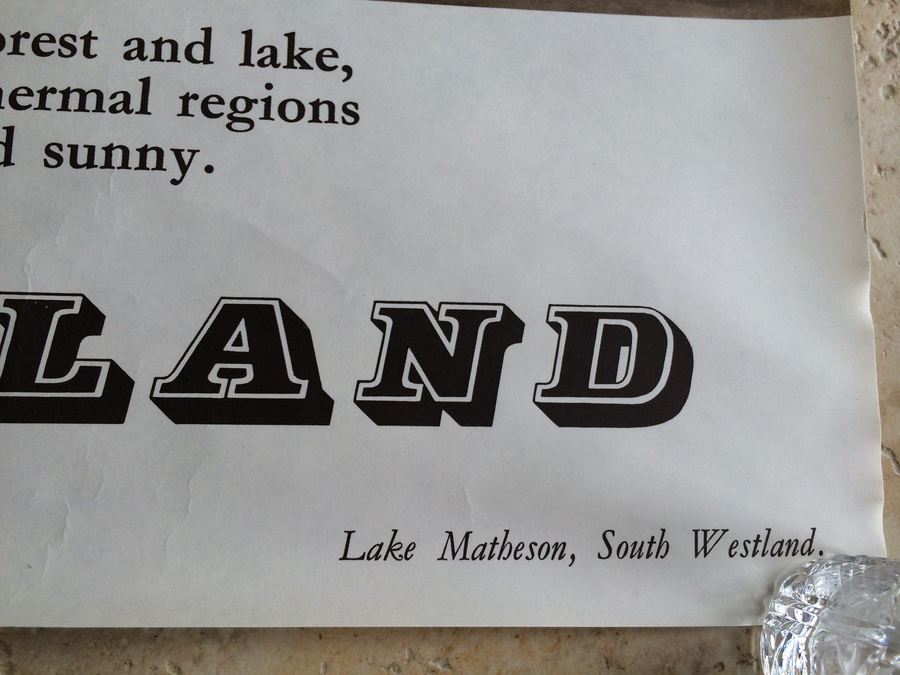 orest and lake,
hermal regions
d sunny.
LAND
Lake Matheson, South Westland.